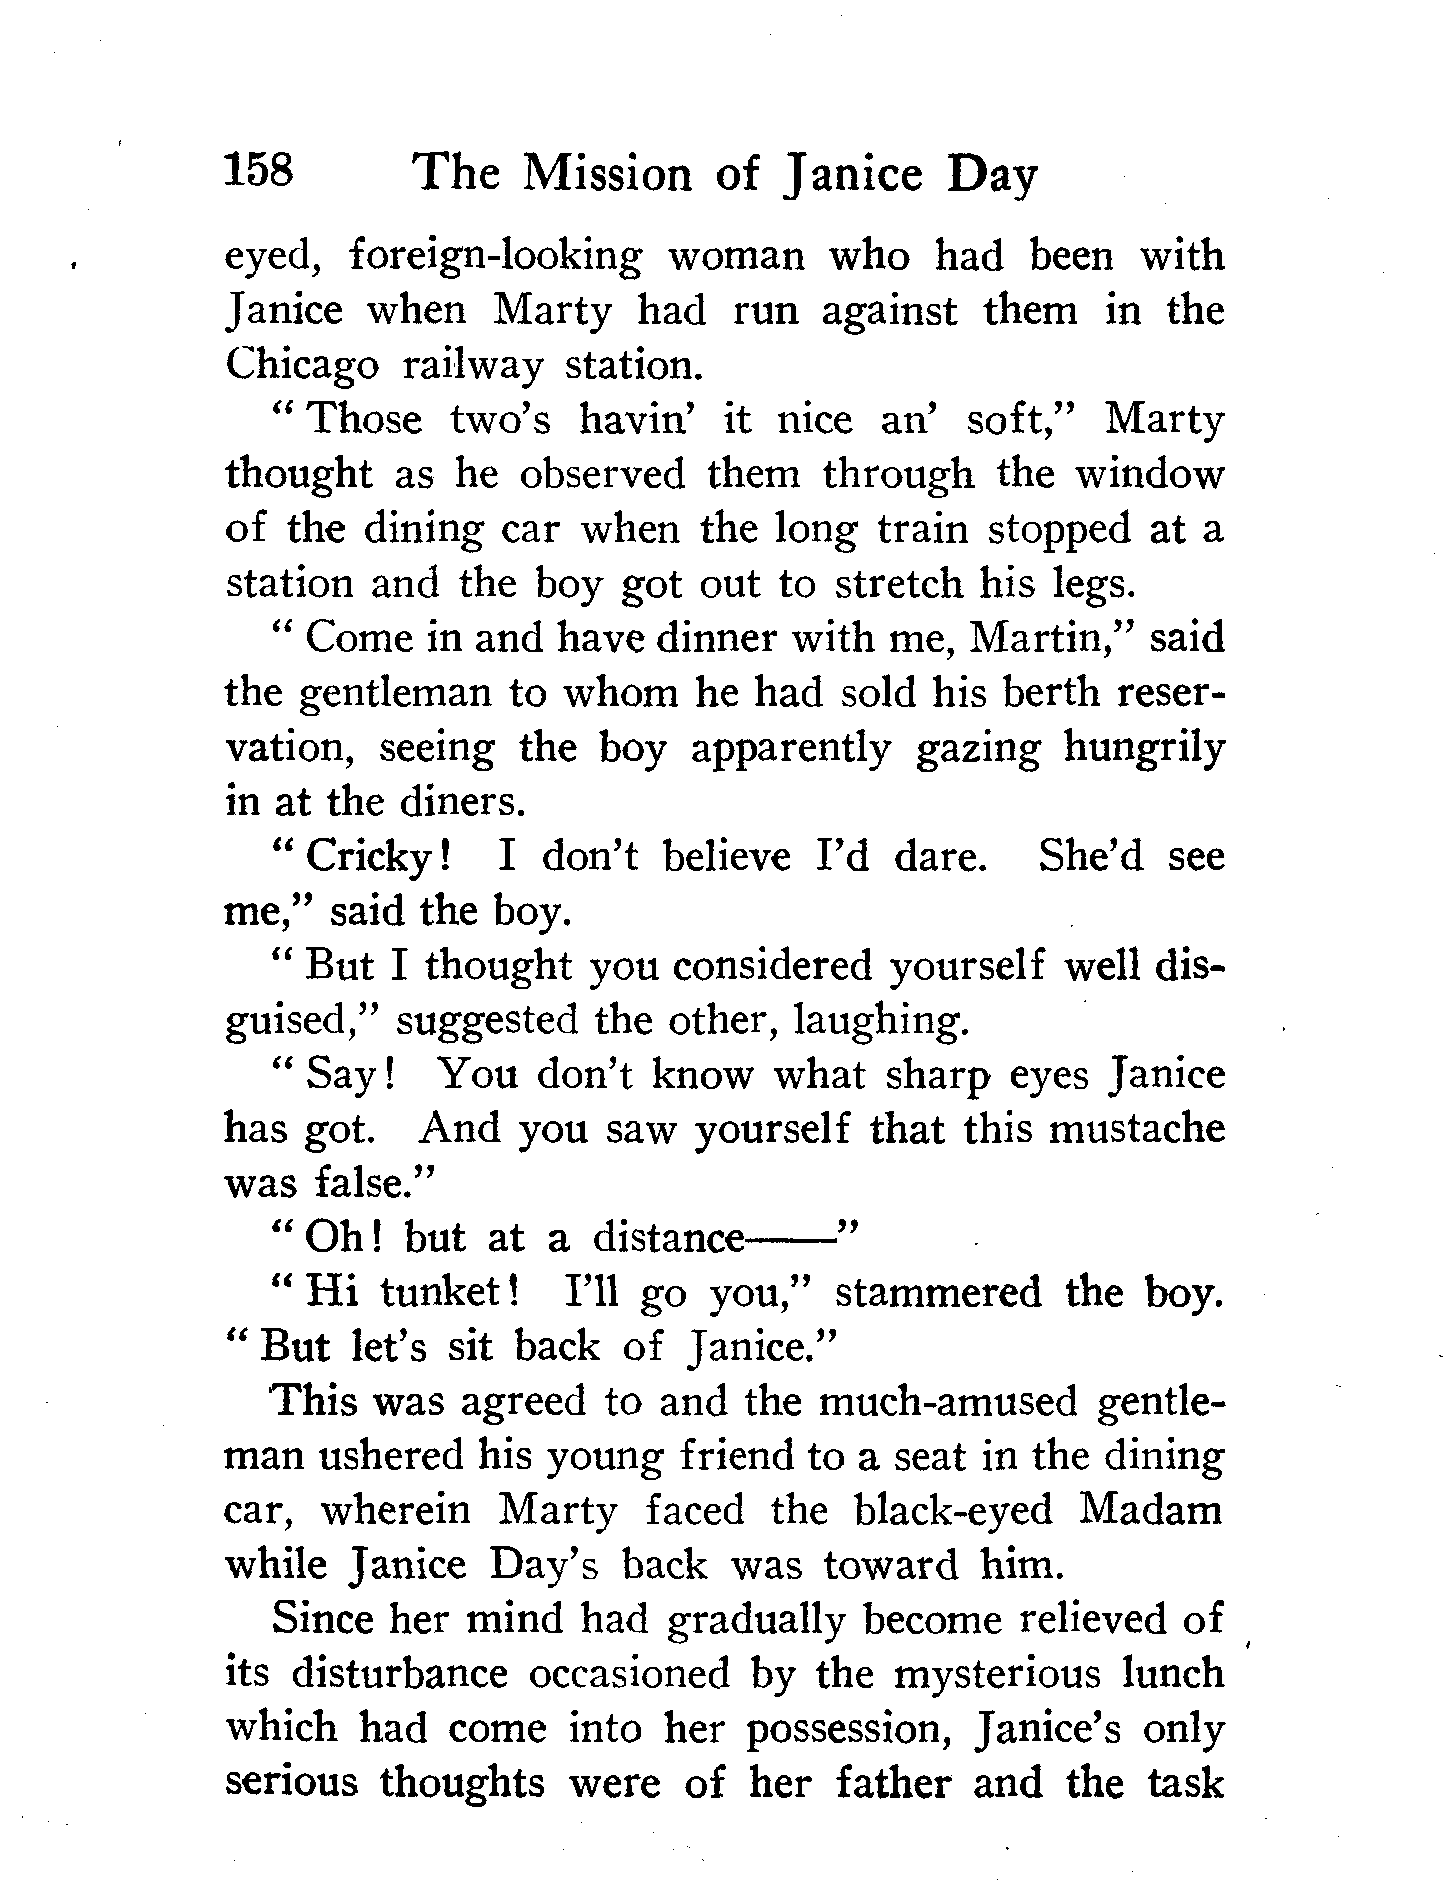 158 The Mission of Janice Day
eyed, foreign-looking woman who had been with
Janice when Marty had run against them in the
Chicago railway station.
“ Those two’s havin’ it nice an’ soft,” Marty
thought as he observed them through the window
of the dining car when the long train stopped at a
station and the boy got out to stretch his legs.
“ Come in and have dinner with me, Martin,” said
the gentleman to whom he had sold his berth reser-
vation, seeing the boy apparently gazing hungrily
in at the diners.
“ Cricky! I don’t believe I’d dare. She’d see
me,” said the boy.
“ But I thought you considered yourself well dis-
guised,” suggested the other, laughing.
“ Say! You don’t know what sharp eyes Janice
has got. And you saw yourself that this mustache
was false.”
“ Oh! but at a distance——”
“ Hi tunket! I’ll go you,” stammered the boy.
“ But let’s sit back of Janice.”
This was agreed to and the much-amused gentle-
man ushered his young friend to a seat in the dining
car, wherein Marty faced the black-eyed Madam
while Janice Day’s back was toward him.
Since her mind had gradually become relieved of
its disturbance occasioned by the mysterious lunch
which had come into her possession, Janice’s only
serious thoughts were of her father and the task